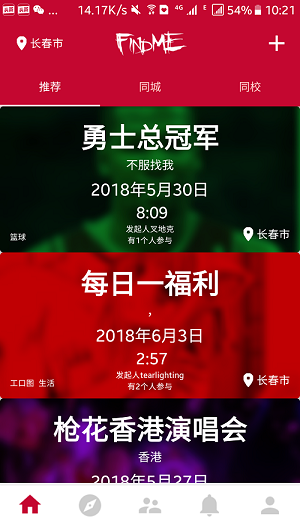 ... 14.17K/s 4G E 54% 10:21
长春市 FINDME +
推荐 同城 同校
勇士总冠军
不服找我
2018年5月30日
8:09
发起人叉地克
有1个人参与
篮球 长春市
每日一福利
,
2018年6月3日
2:57
发起人tearlighting
有2个人参与
工口图 生活 长春市
枪花香港演唱会
香港
2018年5月27日